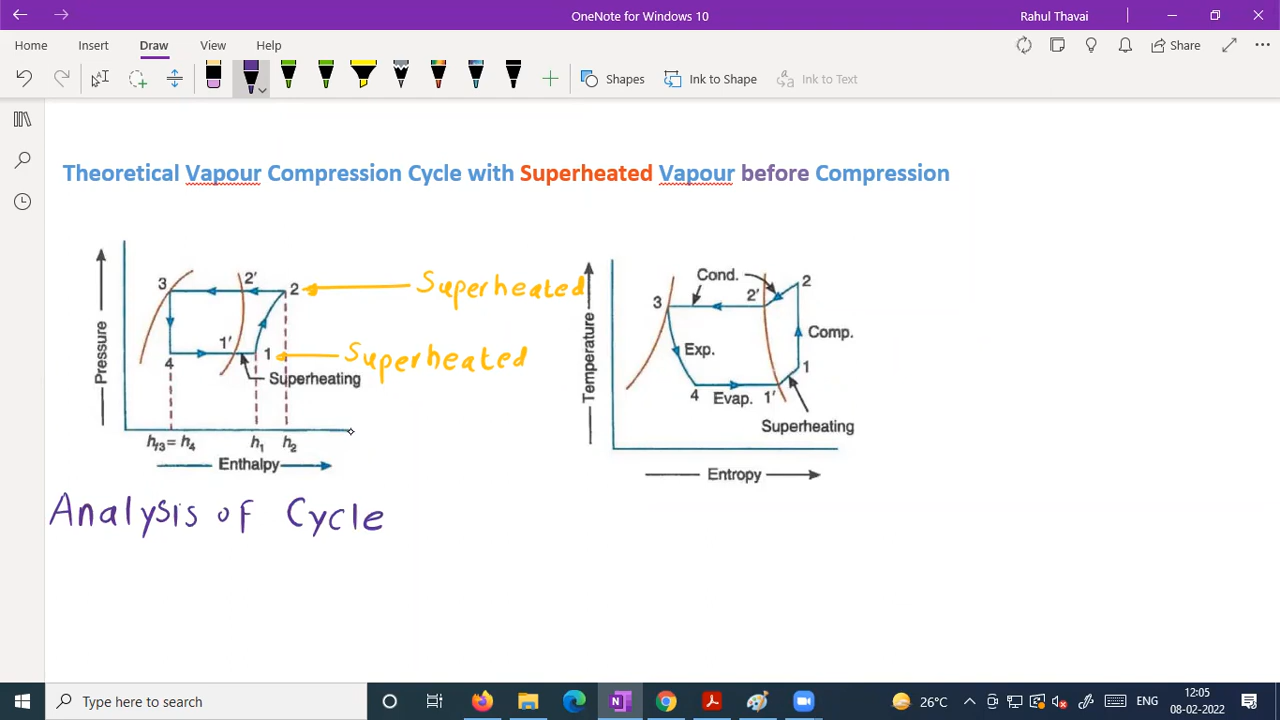 OneNote for Windows 10
Rahul Thavai
Home Insert Draw View Help
Share
Shapes
Ink to Shape
Ink to Text
Theoretical Vapour Compression Cycle with Superheated Vapour before Compression
3 2' 2 Superheated
1' 1 Superheated
4
Superheating
Pressure
hf3 = h4 h1 h2
Enthalpy
Cond. 2
3 2'
Comp.
Exp.
1
4 Evap. 1'
Superheating
Temperature
Entropy
Analysis of Cycle
Type here to search
26°C
ENG
12:05
08-02-2022